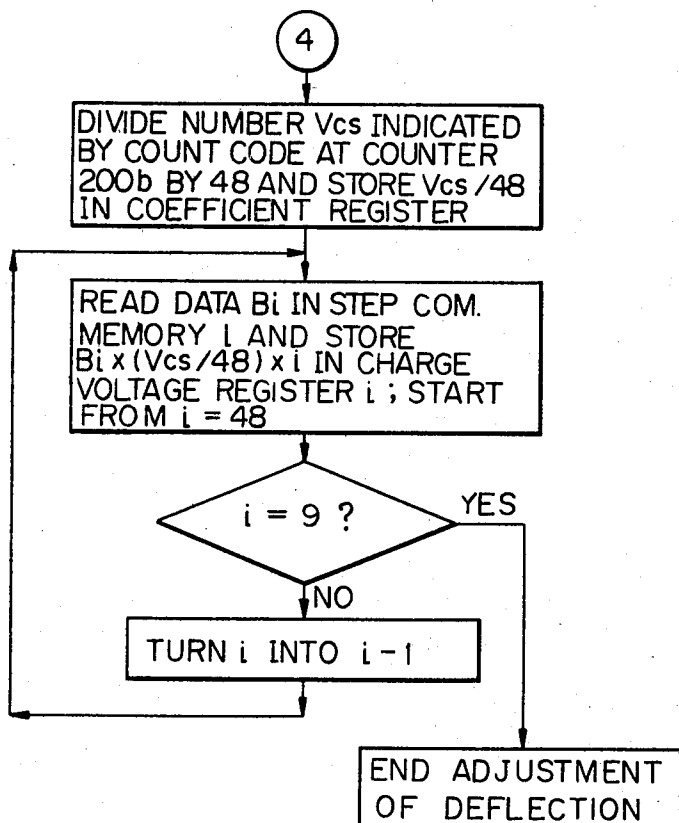 4
DIVIDE NUMBER Vcs INDICATED
BY COUNT CODE AT COUNTER
200b BY 48 AND STORE Vcs/48
IN COEFFICIENT REGISTER
READ DATA Bi IN STEP COM.
MEMORY i AND STORE
Bi x (Vcs/48) x i IN CHARGE
VOLTAGE REGISTER i ; START
FROM i = 48
i = 9 ?
YES
NO
TURN i INTO i-1
END ADJUSTMENT
OF DEFLECTION